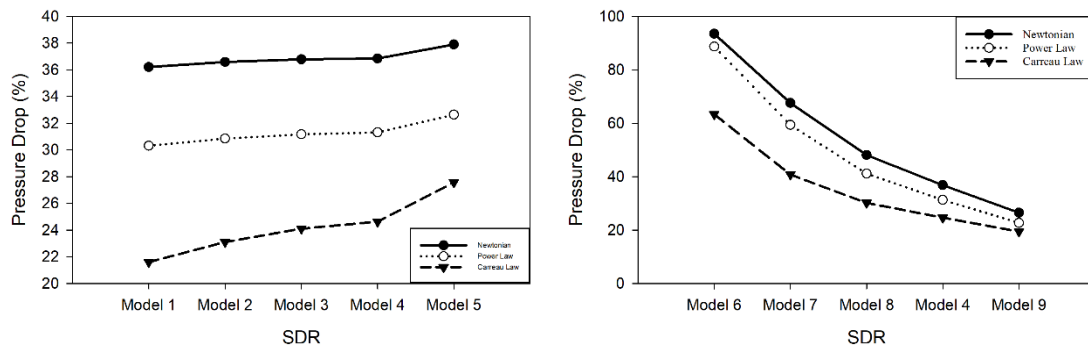 40
38
36
34
32
30
28
26
24
22
20
Pressure Drop (%)
Newtonian
Power Law
Carreau Law
Model 1 Model 2 Model 3 Model 4 Model 5
SDR
100
80
60
40
20
0
Pressure Drop (%)
Newtonian
Power Law
Carreau Law
Model 6 Model 7 Model 8 Model 4 Model 9
SDR